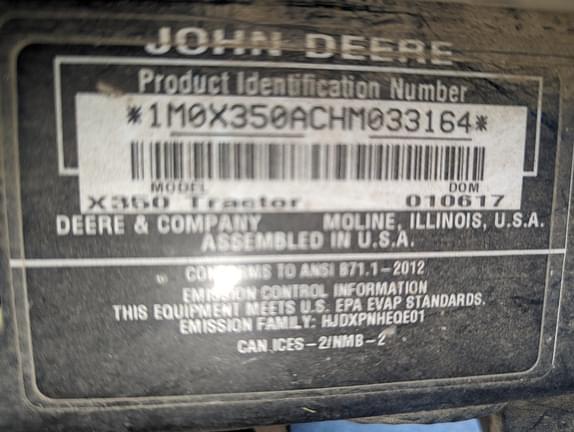 JOHN DEERE
Product Identification Number
*1M0X350ACHM033164*
MODEL DOM
X350 Tractor 010617
DEERE & COMPANY MOLINE, ILLINOIS, U.S.A.
ASSEMBLED IN U.S.A.
CONFORMS TO ANSI B71.1-2012
EMISSION CONTROL INFORMATION
THIS EQUIPMENT MEETS U.S. EPA EVAP STANDARDS.
EMISSION FAMILY: HJDXPNHEQE01
CAN ICES-2/NMB-2